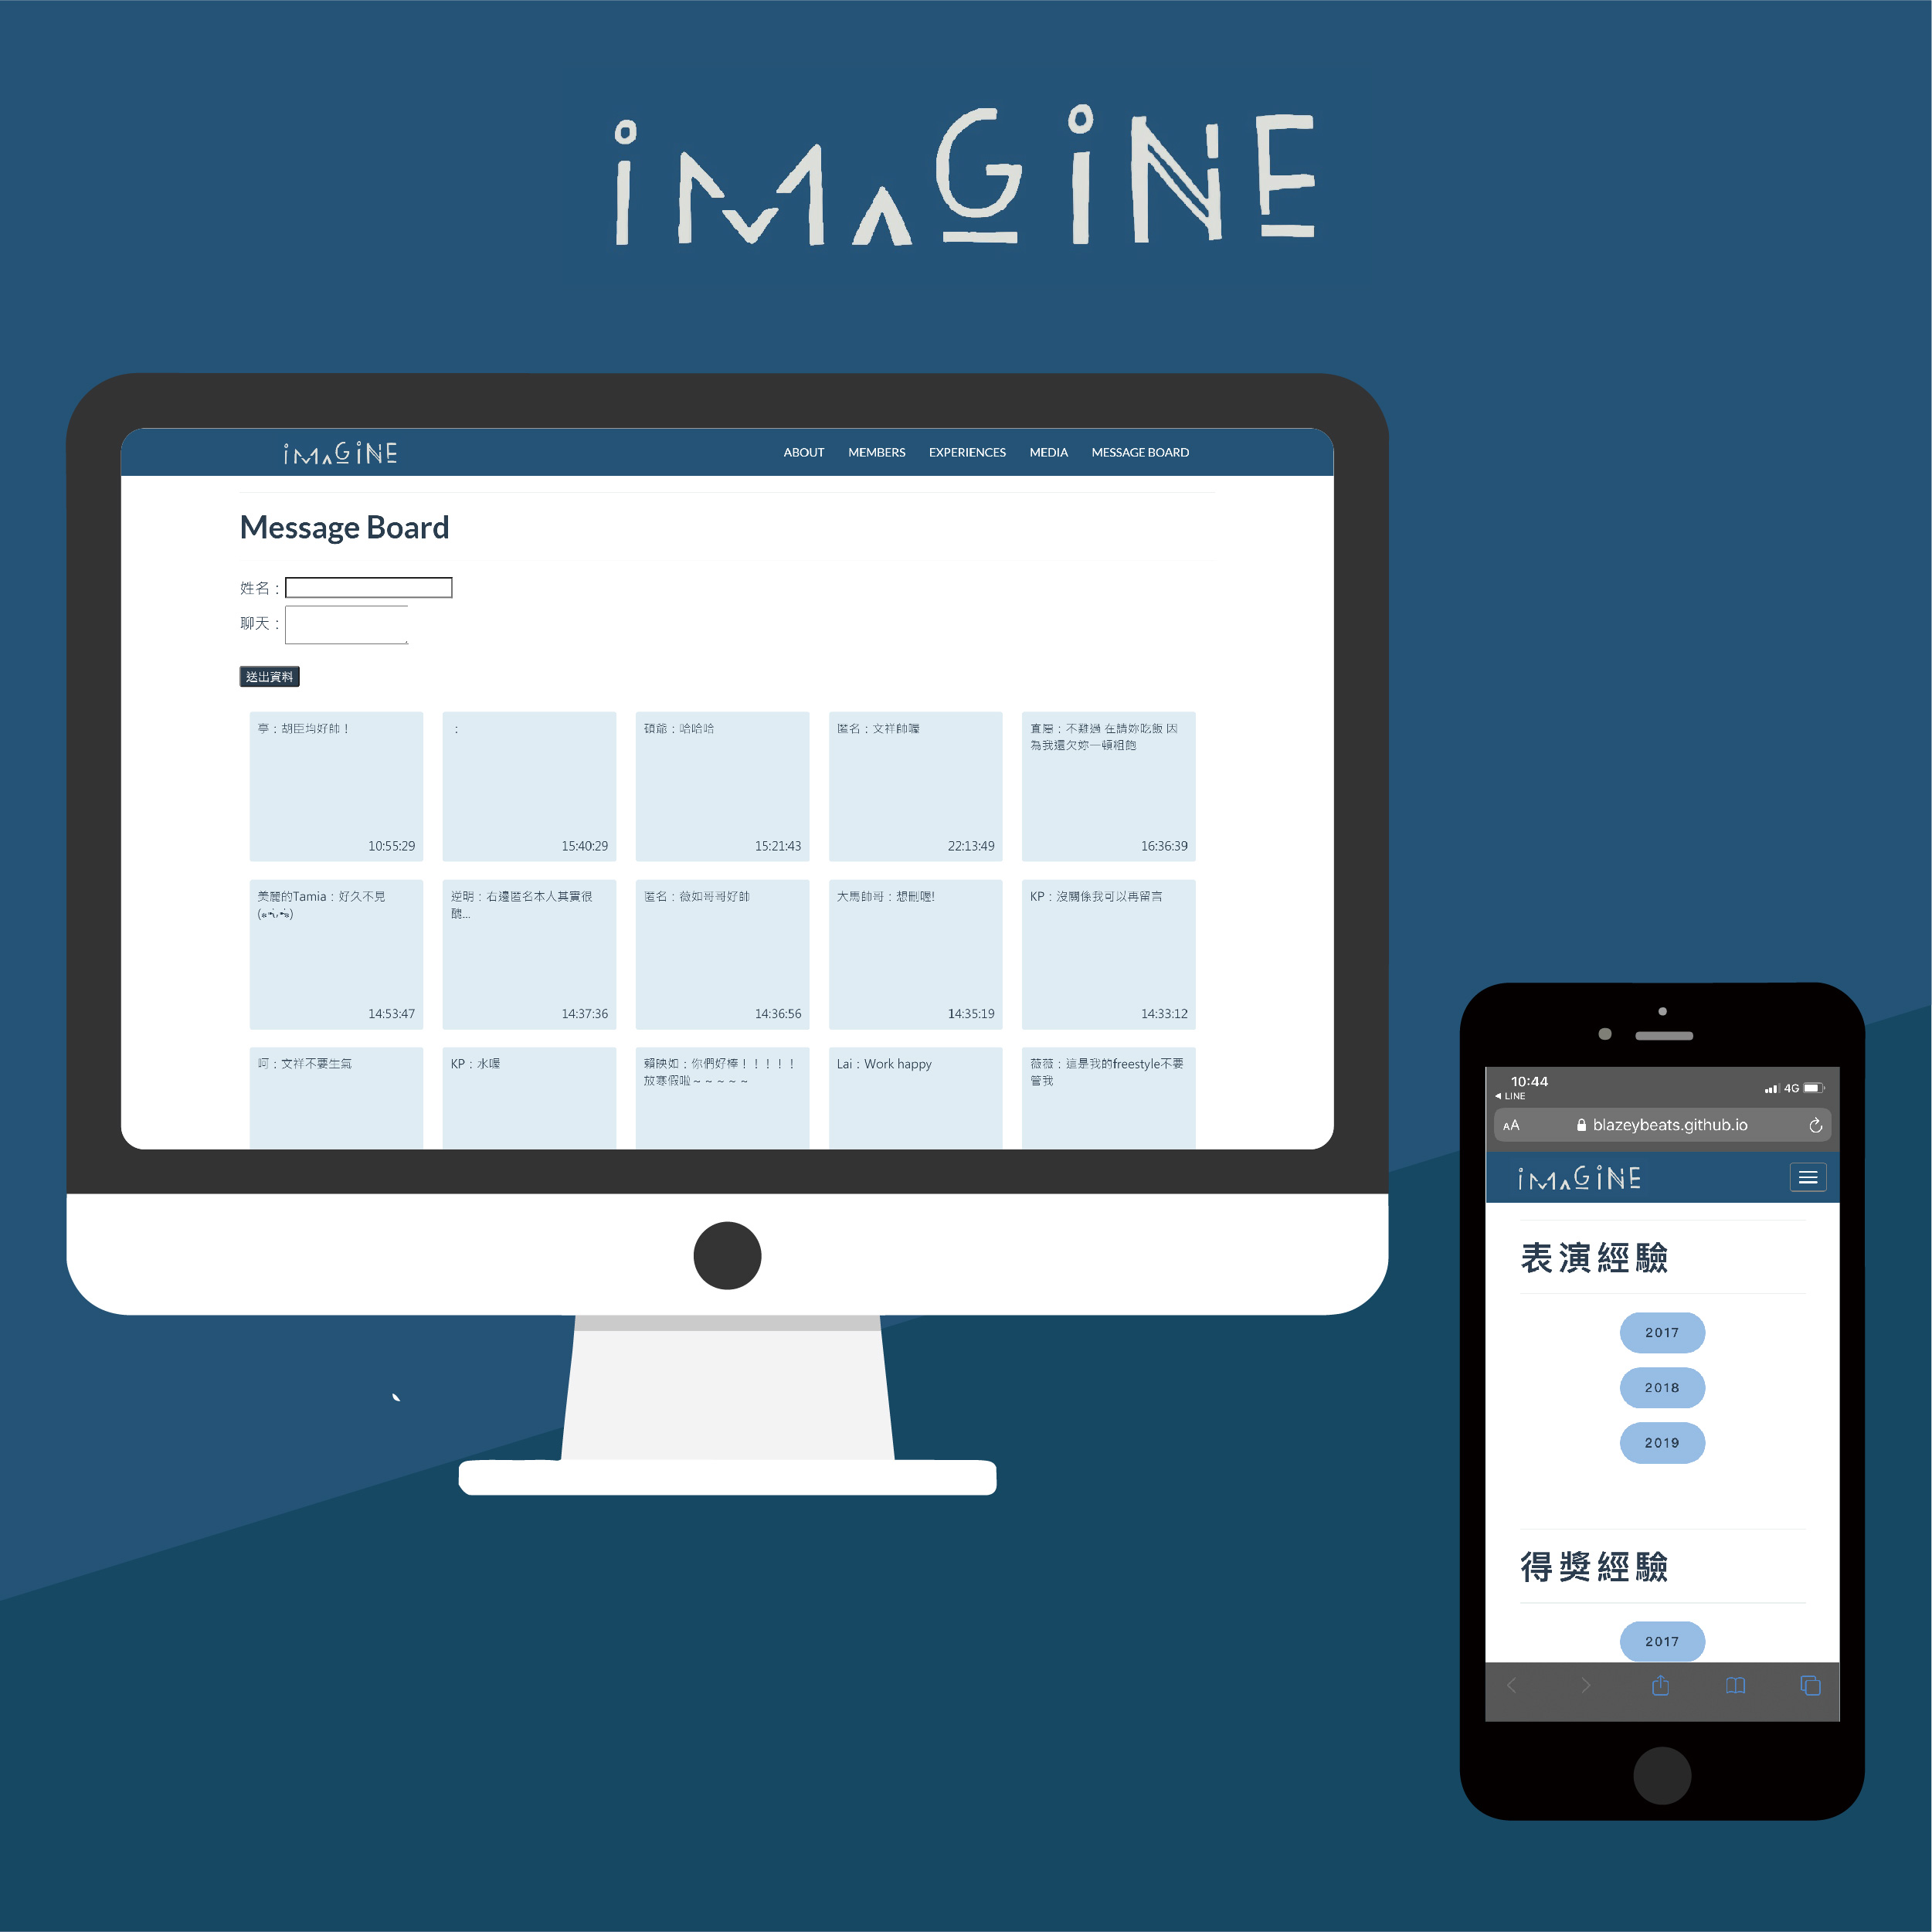 iMAGiNE
iMAGiNE
ABOUT MEMBERS EXPERIENCES MEDIA MESSAGE BOARD
Message Board
姓名：
聊天：
送出資料
亭：胡臣均好帥！
10:55:29
：
15:40:29
碩爺：哈哈哈
15:21:43
匿名：文祥帥喔
22:13:49
：不難過 在請妳吃飯 因
為我還欠妳一頓粗飽
16:36:39
美麗的Tamia：好久不見
14:53:47
逆明：右邊匿名本人其實很
醜...
14:37:36
匿名：薇如哥哥好帥
14:36:56
大馬帥哥：想刪喔!
14:35:19
KP：沒關係我可以再留言
14:33:12
呵：文祥不要生氣
KP：水喔
賴映如：你們好棒！！！！！
放寒假啦～～～～～
Lai：Work happy
薇薇：這是我的freestyle不要
管我
10:44
4G
◀ LINE
AA blazeybeats.github.io
iMAGiNE
表演經驗
2017
2018
2019
得獎經驗
2017